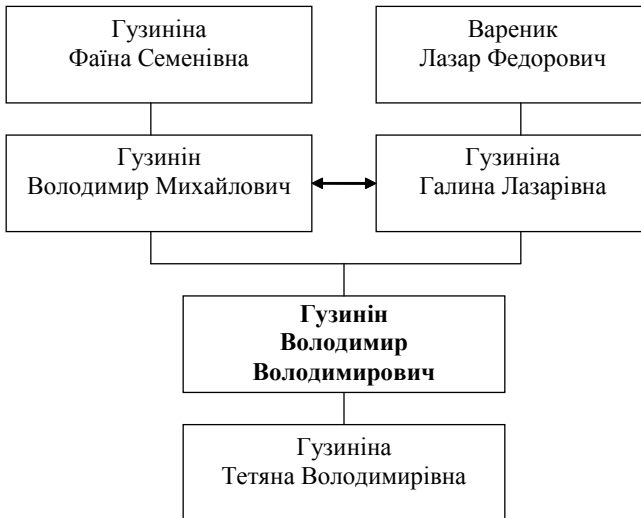 Гузиніна
Фаїна Семенівна
Вареник
Лазар Федорович
Гузинін
Володимир Михайлович
Гузиніна
Галина Лазарівна
Гузинін
Володимир
Володимирович
Гузиніна
Тетяна Володимирівна